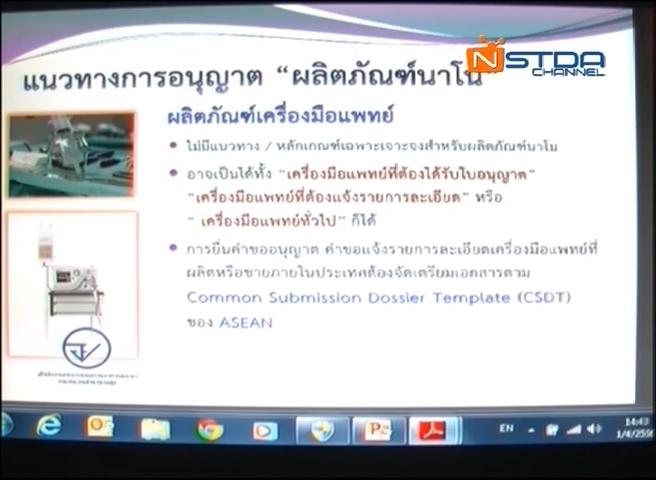 NSTDA
CHANNEL
แนวทางการอนุญาต “ผลิตภัณฑ์นาโน”
ผลิตภัณฑ์เครื่องมือแพทย์
• ไม่มีแนวทาง / หลักเกณฑ์เฉพาะเจาะจงสำหรับผลิตภัณฑ์นาโน
• อาจเป็นได้ทั้ง “เครื่องมือแพทย์ที่ต้องได้รับใบอนุญาต”
“เครื่องมือแพทย์ที่ต้องแจ้งรายการละเอียด” หรือ
“ เครื่องมือแพทย์ทั่วไป” ก็ได้
• การยื่นคำขออนุญาต คำขอแจ้งรายการละเอียดเครื่องมือแพทย์ที่
ผลิตหรือขายภายในประเทศต้องจัดเตรียมเอกสารตาม
Common Submission Dossier Template (CSDT)
ของ ASEAN
EN
14:43